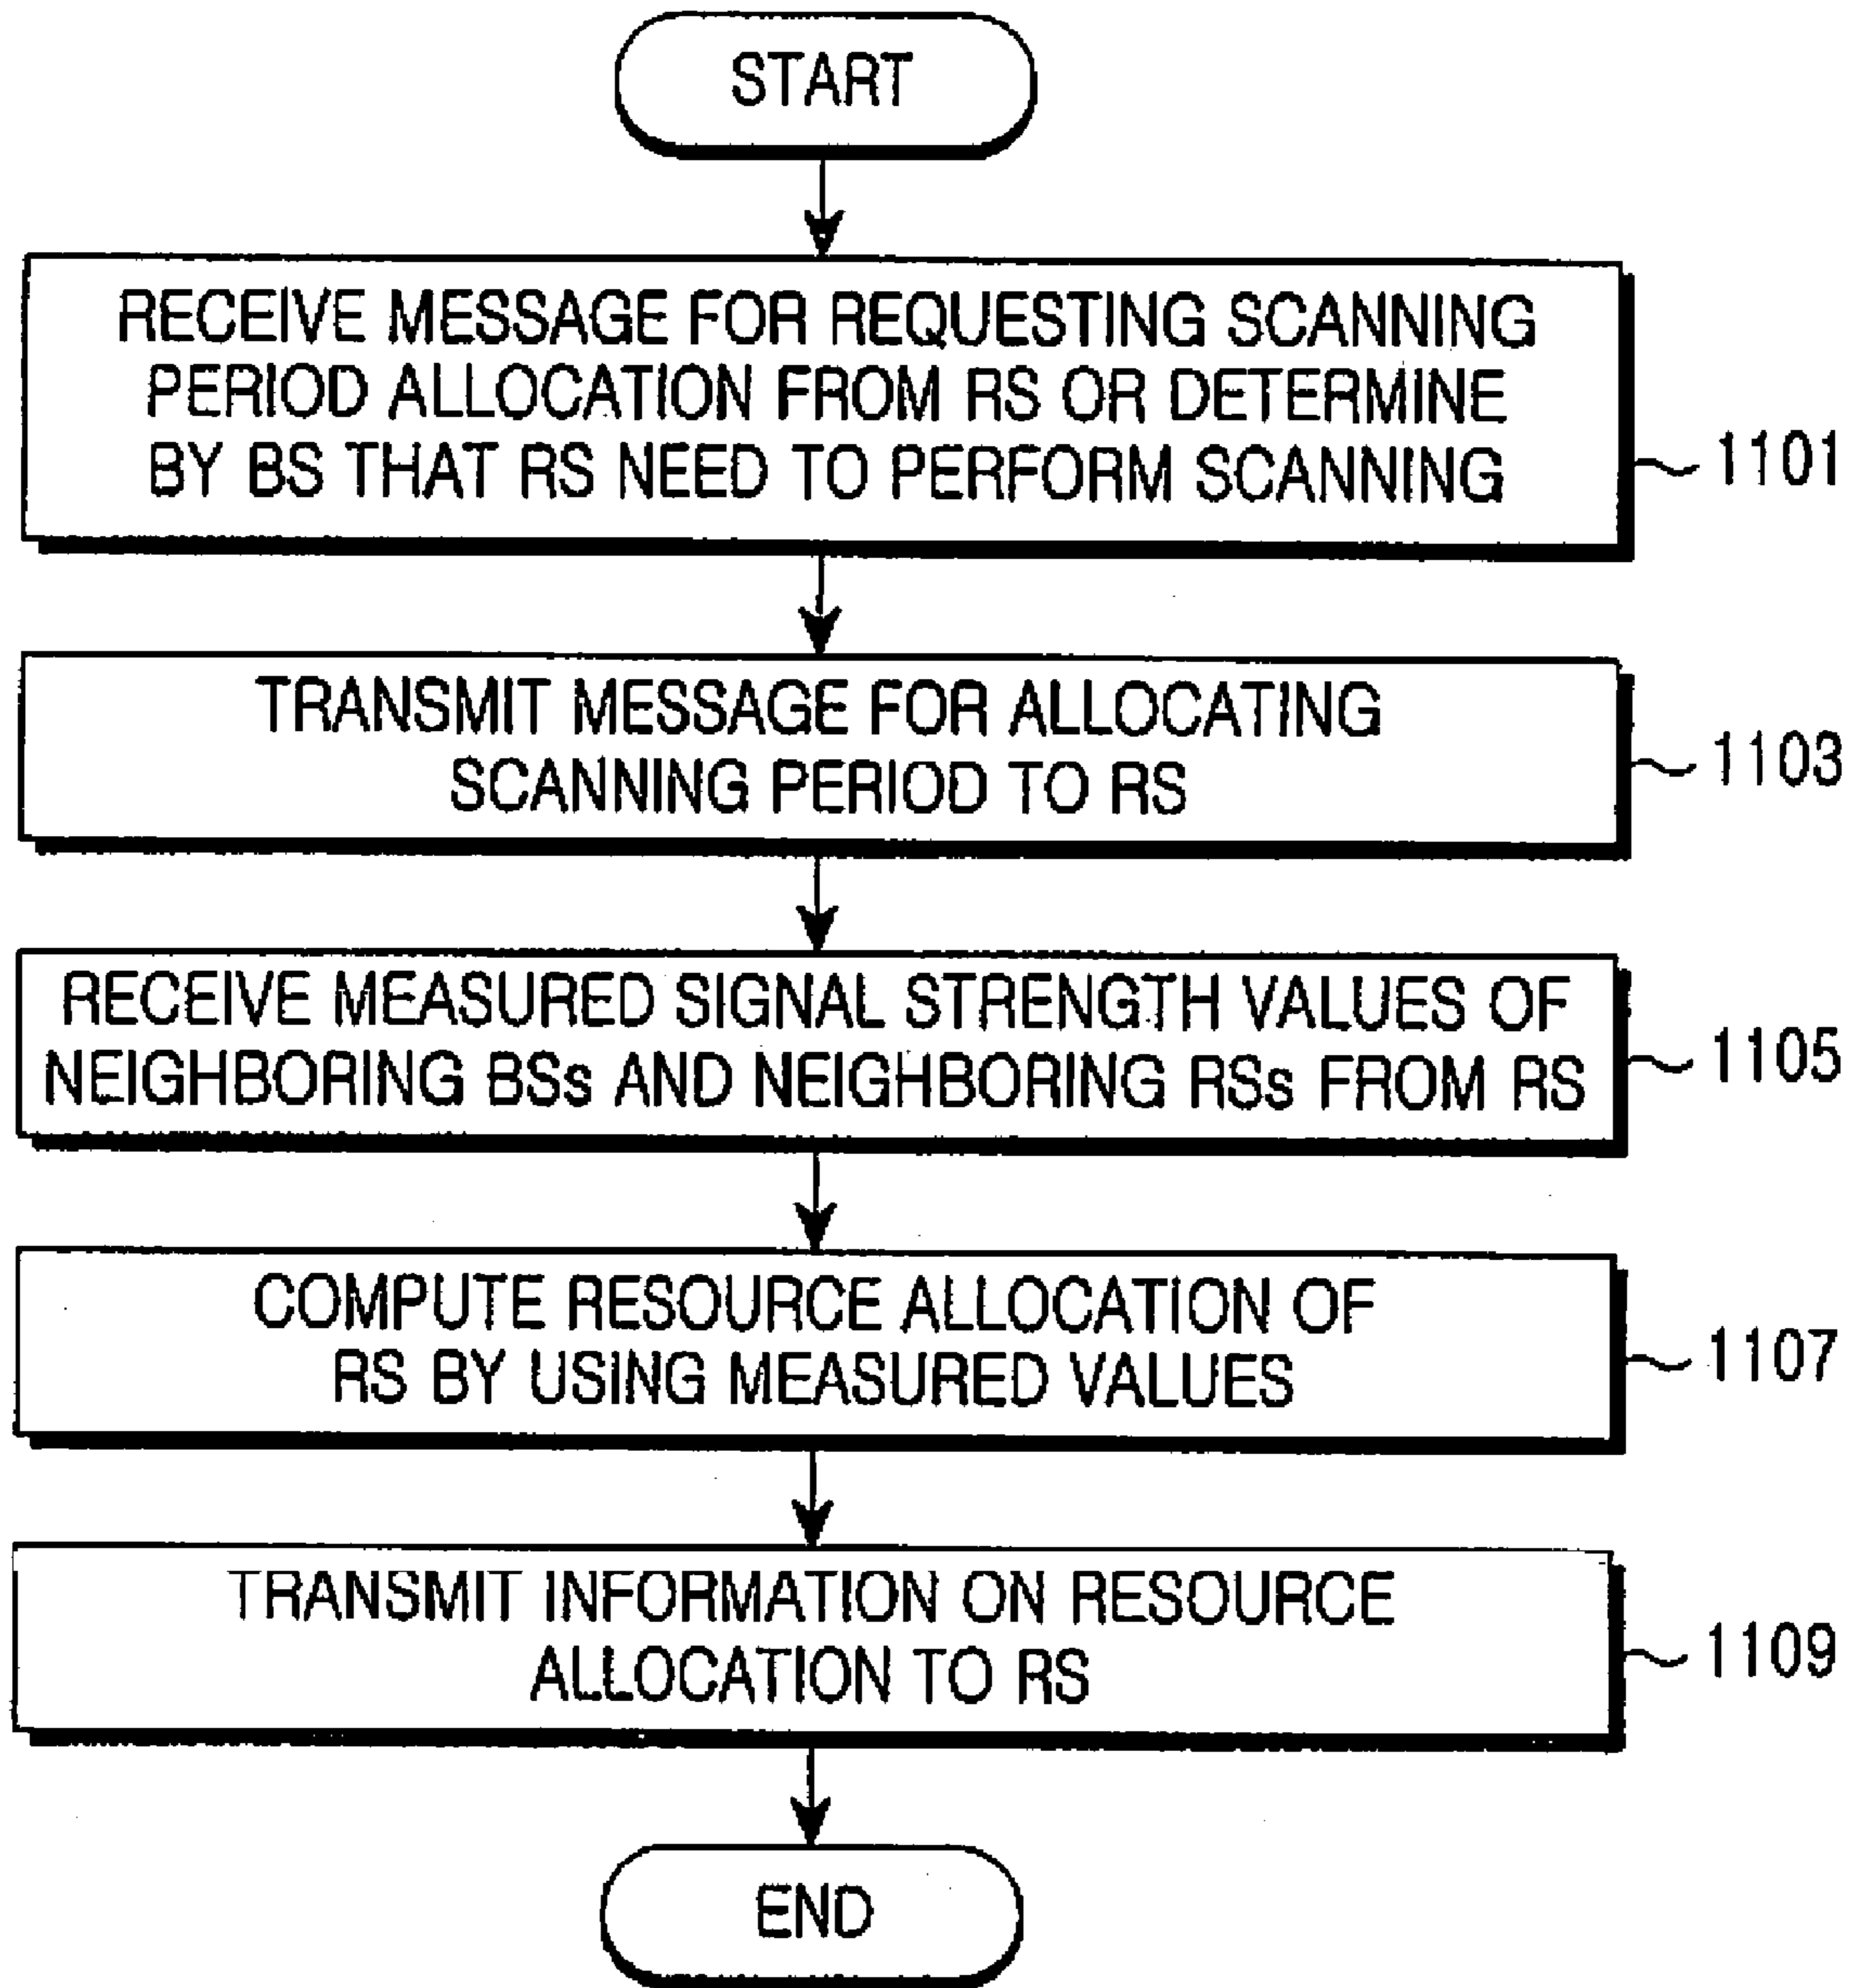 START
RECEIVE MESSAGE FOR REQUESTING SCANNING
PERIOD ALLOCATION FROM RS OR DETERMINE
BY BS THAT RS NEED TO PERFORM SCANNING
1101
TRANSMIT MESSAGE FOR ALLOCATING
SCANNING PERIOD TO RS
1103
RECEIVE MEASURED SIGNAL STRENGTH VALUES OF
NEIGHBORING BSs AND NEIGHBORING RSs FROM RS
1105
COMPUTE RESOURCE ALLOCATION OF
RS BY USING MEASURED VALUES
1107
TRANSMIT INFORMATION ON RESOURCE
ALLOCATION TO RS
1109
END